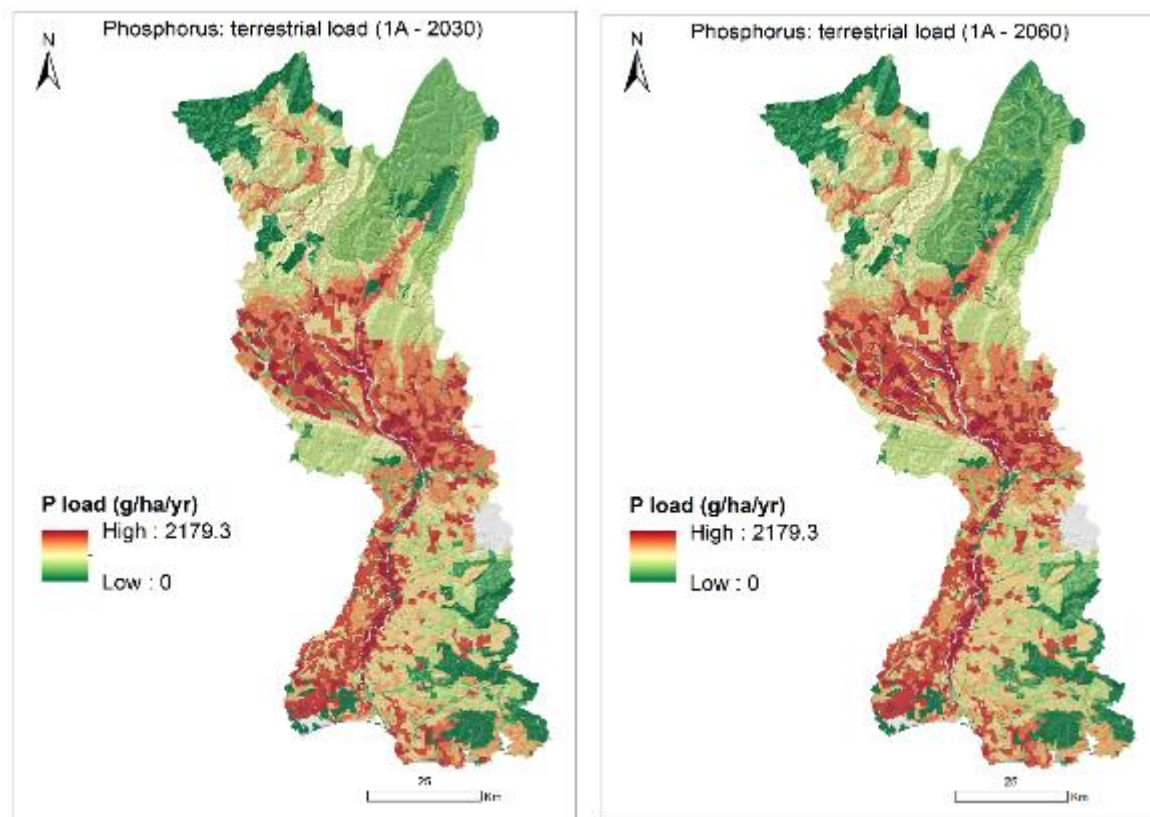 Phosphorus: terrestrial load (1A - 2030)
N
P load (g/ha/yr)
High : 2179.3
Low : 0
25
Km
Phosphorus: terrestrial load (1A - 2060)
N
P load (g/ha/yr)
High : 2179.3
Low : 0
25
Km